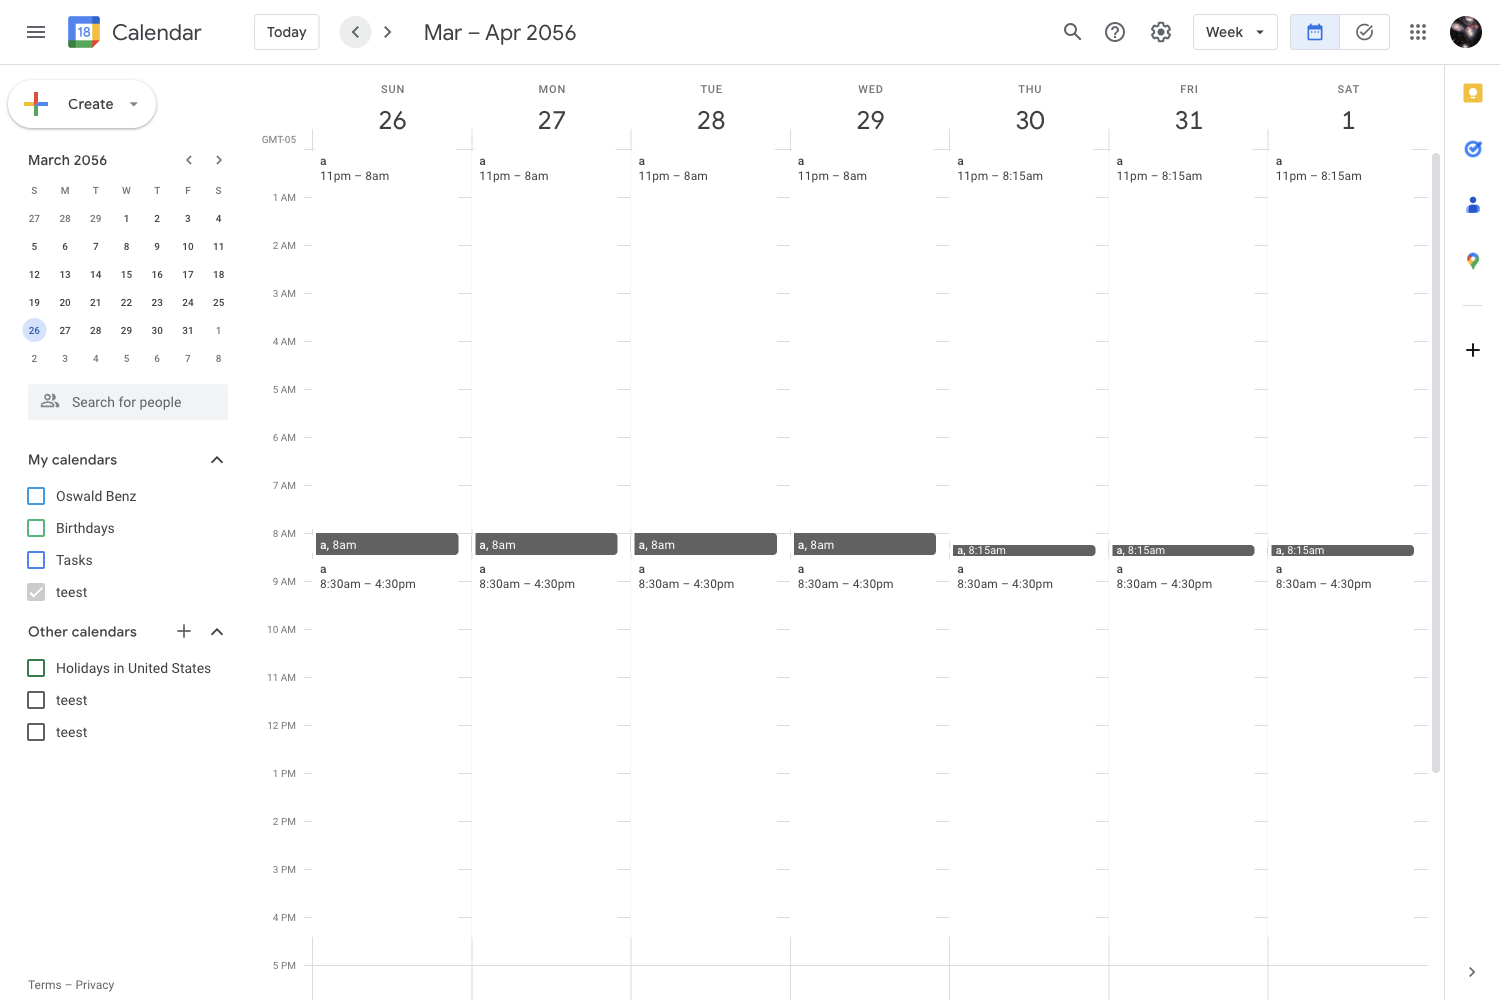 18 Calendar
Today
Mar – Apr 2056
Week
Create
March 2056
S M T W T F S
27 28 29 1 2 3 4
5 6 7 8 9 10 11
12 13 14 15 16 17 18
19 20 21 22 23 24 25
26 27 28 29 30 31 1
2 3 4 5 6 7 8
Search for people
My calendars
Oswald Benz
Birthdays
Tasks
teest
Other calendars
Holidays in United States
teest
teest
Terms – Privacy
SUN MON TUE WED THU FRI SAT
26 27 28 29 30 31 1
GMT-05
a a a a a a a
11pm – 8am 11pm – 8am 11pm – 8am 11pm – 8am 11pm – 8:15am 11pm – 8:15am 11pm – 8:15am
1 AM
2 AM
3 AM
4 AM
5 AM
6 AM
7 AM
8 AM
a, 8am a, 8am a, 8am a, 8am a, 8:15am a, 8:15am a, 8:15am
a a a a a a a
9 AM 8:30am – 4:30pm 8:30am – 4:30pm 8:30am – 4:30pm 8:30am – 4:30pm 8:30am – 4:30pm 8:30am – 4:30pm 8:30am – 4:30pm
10 AM
11 AM
12 PM
1 PM
2 PM
3 PM
4 PM
5 PM